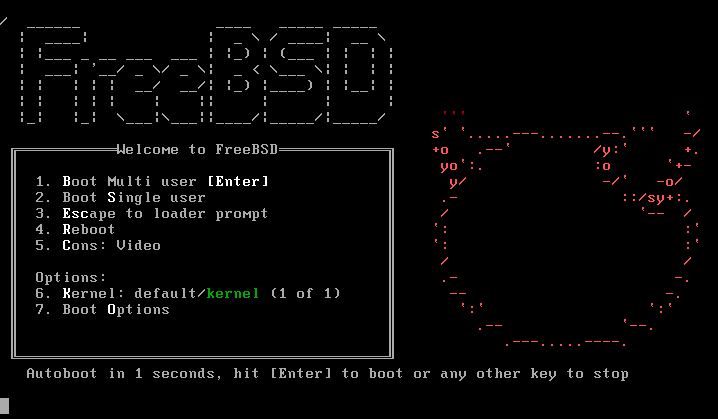 FreeBSD
Welcome to FreeBSD
1. Boot Multi user [Enter]
2. Boot Single user
3. Escape to loader prompt
4. Reboot
5. Cons: Video
Options:
6. Kernel: default/kernel (1 of 1)
7. Boot Options
Autoboot in 1 seconds, hit [Enter] to boot or any other key to stop